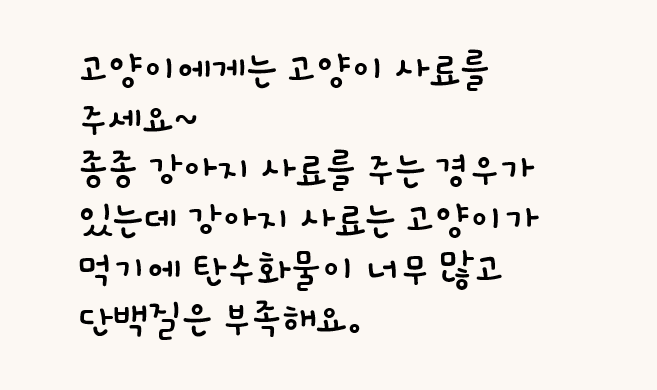 고양이에게는 고양이 사료를
주세요~
종종 강아지 사료를 주는 경우가
있는데 강아지 사료는 고양이가
먹기에 탄수화물이 너무 많고
단백질은 부족해요.